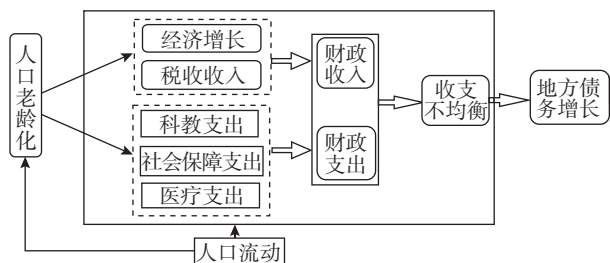 人口老龄化
经济增长
税收收入
科教支出
社会保障支出
医疗支出
财政
收入
财政
支出
收支
不均衡
地方债
务增长
人口流动